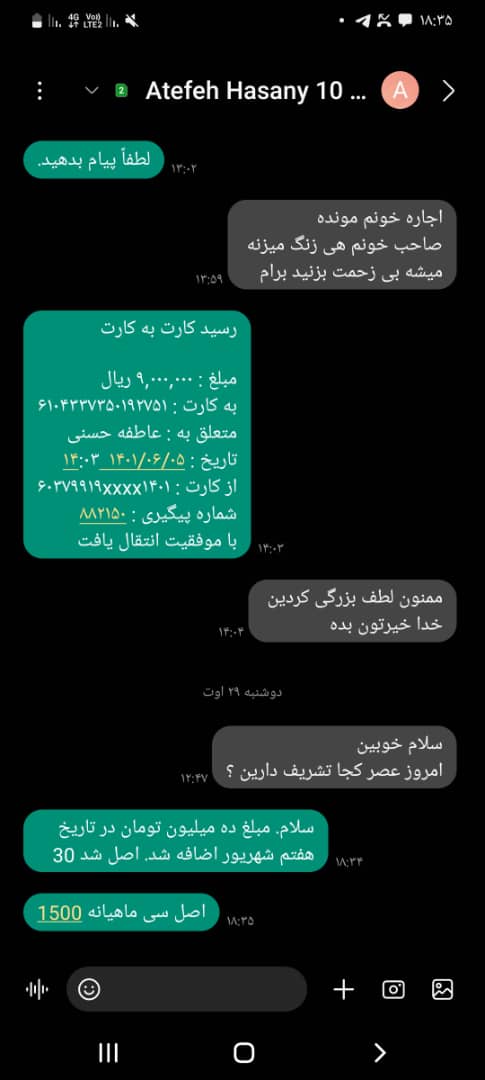 ۱۸:۳۵
4G
Vo))
LTE2
Atefeh Hasany 10 ...
2
A
لطفاً پیام بدهید.
۱۳:۰۲
اجاره خونم مونده
صاحب خونم هی زنگ میزنه
میشه بی زحمت بزنید برام
۱۳:۵۹
رسید کارت به کارت
مبلغ : ۹,۰۰۰,۰۰۰ ریال
به کارت : ۶۱۰۴۳۳۷۳۵۰۱۹۲۷۵۱
متعلق به : عاطفه حسنی
تاریخ : ۱۴۰۱/۰۶/۰۵_۱۴:۰۳
از کارت : ۶۰۳۷۹۹۱۹xxxx۱۴۰۱
شماره پیگیری : ۸۸۲۱۵۰
با موفقیت انتقال یافت
۱۴:۰۳
ممنون لطف بزرگی کردین
خدا خیرتون بده
۱۴:۰۴
دوشنبه ۲۹ اوت
سلام خوبین
امروز عصر کجا تشریف دارین ؟
۱۲:۴۷
سلام. مبلغ ده میلیون تومان در تاریخ
هفتم شهریور اضافه شد. اصل شد 30
۱۸:۳۴
اصل سی ماهیانه 1500
۱۸:۳۵